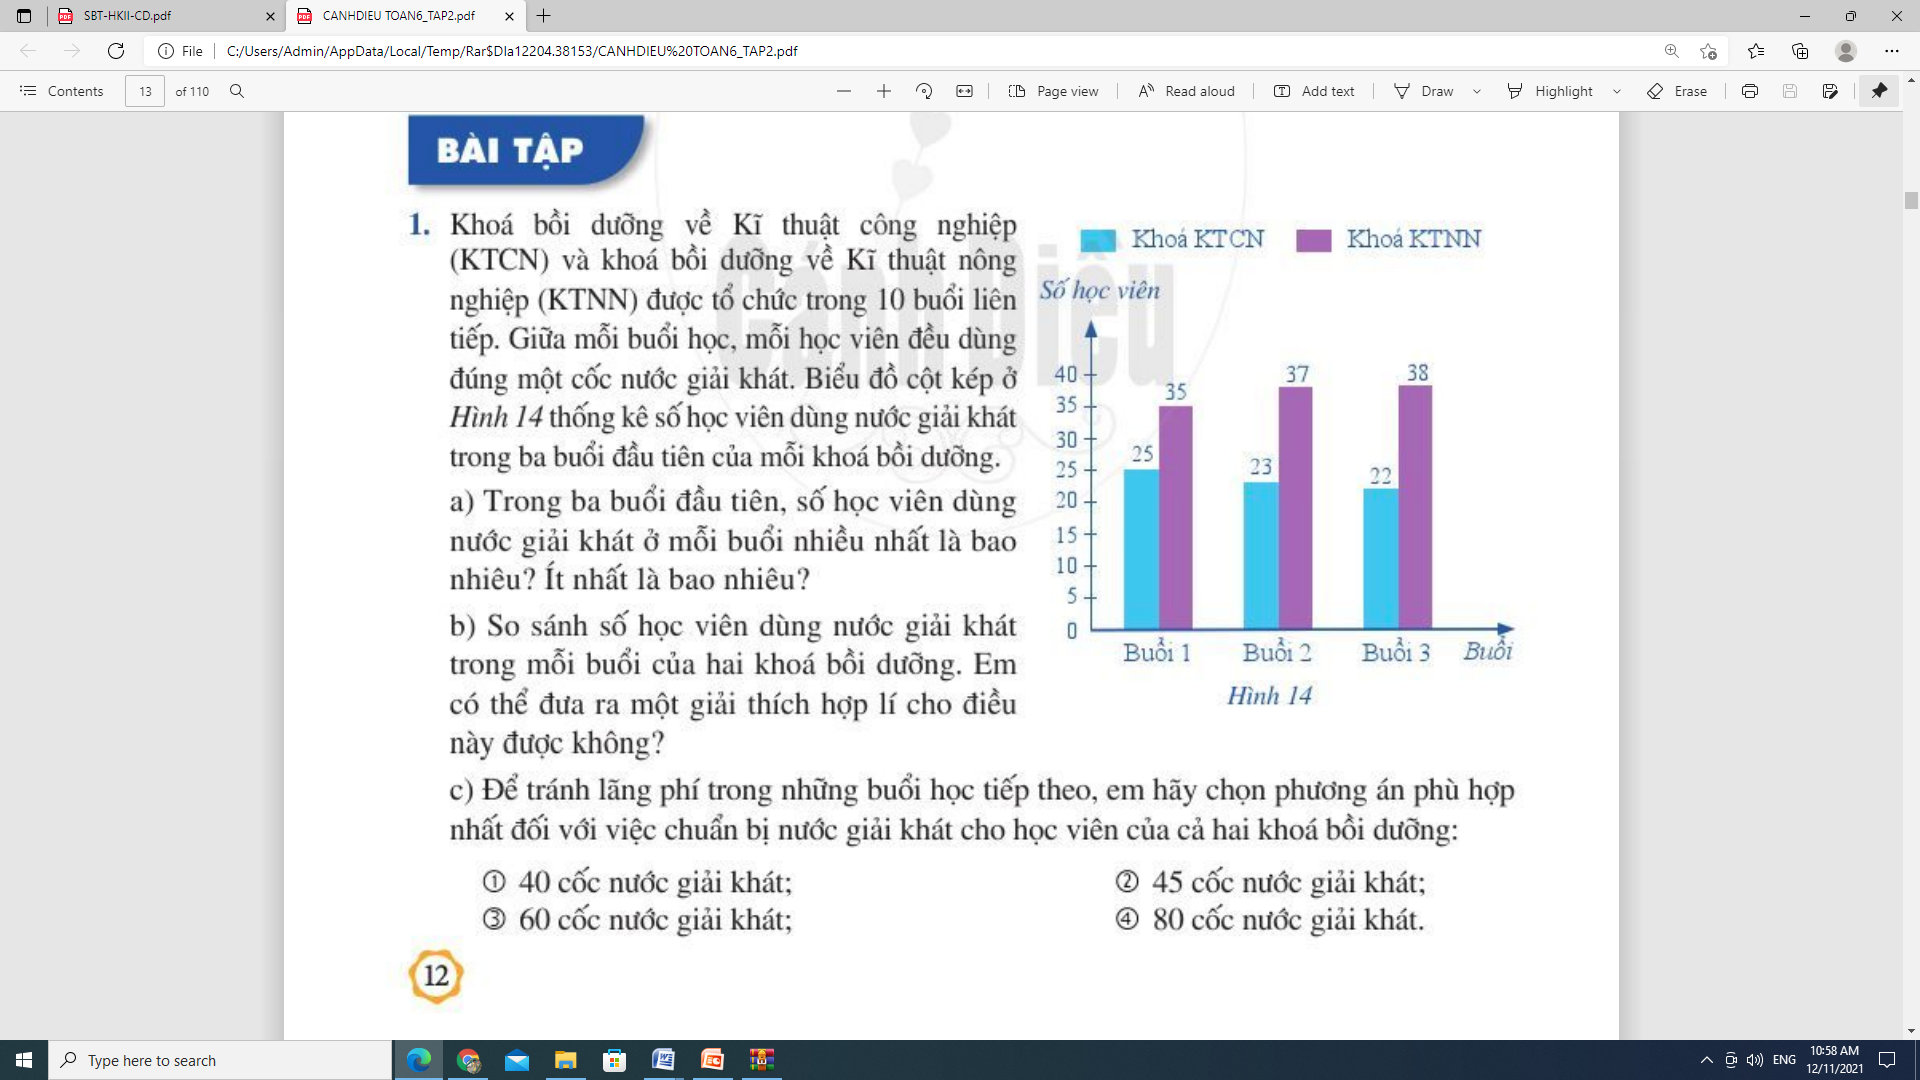 SBT-HKII-CD.pdf
CANHDIEU TOAN6_TAP2.pdf
File
C:/Users/Admin/AppData/Local/Temp/Rar$DIa12204.38153/CANHDIEU%20TOAN6_TAP2.pdf
Contents
13
of 110
Page view
Read aloud
Add text
Draw
Highlight
Erase
BÀI TẬP
1. Khoá bồi dưỡng về Kĩ thuật công nghiệp
(KTCN) và khoá bồi dưỡng về Kĩ thuật nông
nghiệp (KTNN) được tổ chức trong 10 buổi liên
tiếp. Giữa mỗi buổi học, mỗi học viên đều dùng
đúng một cốc nước giải khát. Biểu đồ cột kép ở
Hình 14 thống kê số học viên dùng nước giải khát
trong ba buổi đầu tiên của mỗi khoá bồi dưỡng.
a) Trong ba buổi đầu tiên, số học viên dùng
nước giải khát ở mỗi buổi nhiều nhất là bao
nhiêu? Ít nhất là bao nhiêu?
b) So sánh số học viên dùng nước giải khát
trong mỗi buổi của hai khoá bồi dưỡng. Em
có thể đưa ra một giải thích hợp lí cho điều
này được không?
Khoá KTCN Khoá KTNN
Số học viên
40
35
30
25
20
15
10
5
0
25 35
23 37
22 38
Buổi 1 Buổi 2 Buổi 3 Buổi
Hình 14
Cánh Diều
c) Để tránh lãng phí trong những buổi học tiếp theo, em hãy chọn phương án phù hợp
nhất đối với việc chuẩn bị nước giải khát cho học viên của cả hai khoá bồi dưỡng:
① 40 cốc nước giải khát; ② 45 cốc nước giải khát;
③ 60 cốc nước giải khát; ④ 80 cốc nước giải khát.
12
Type here to search
ENG
10:58 AM
12/11/2021